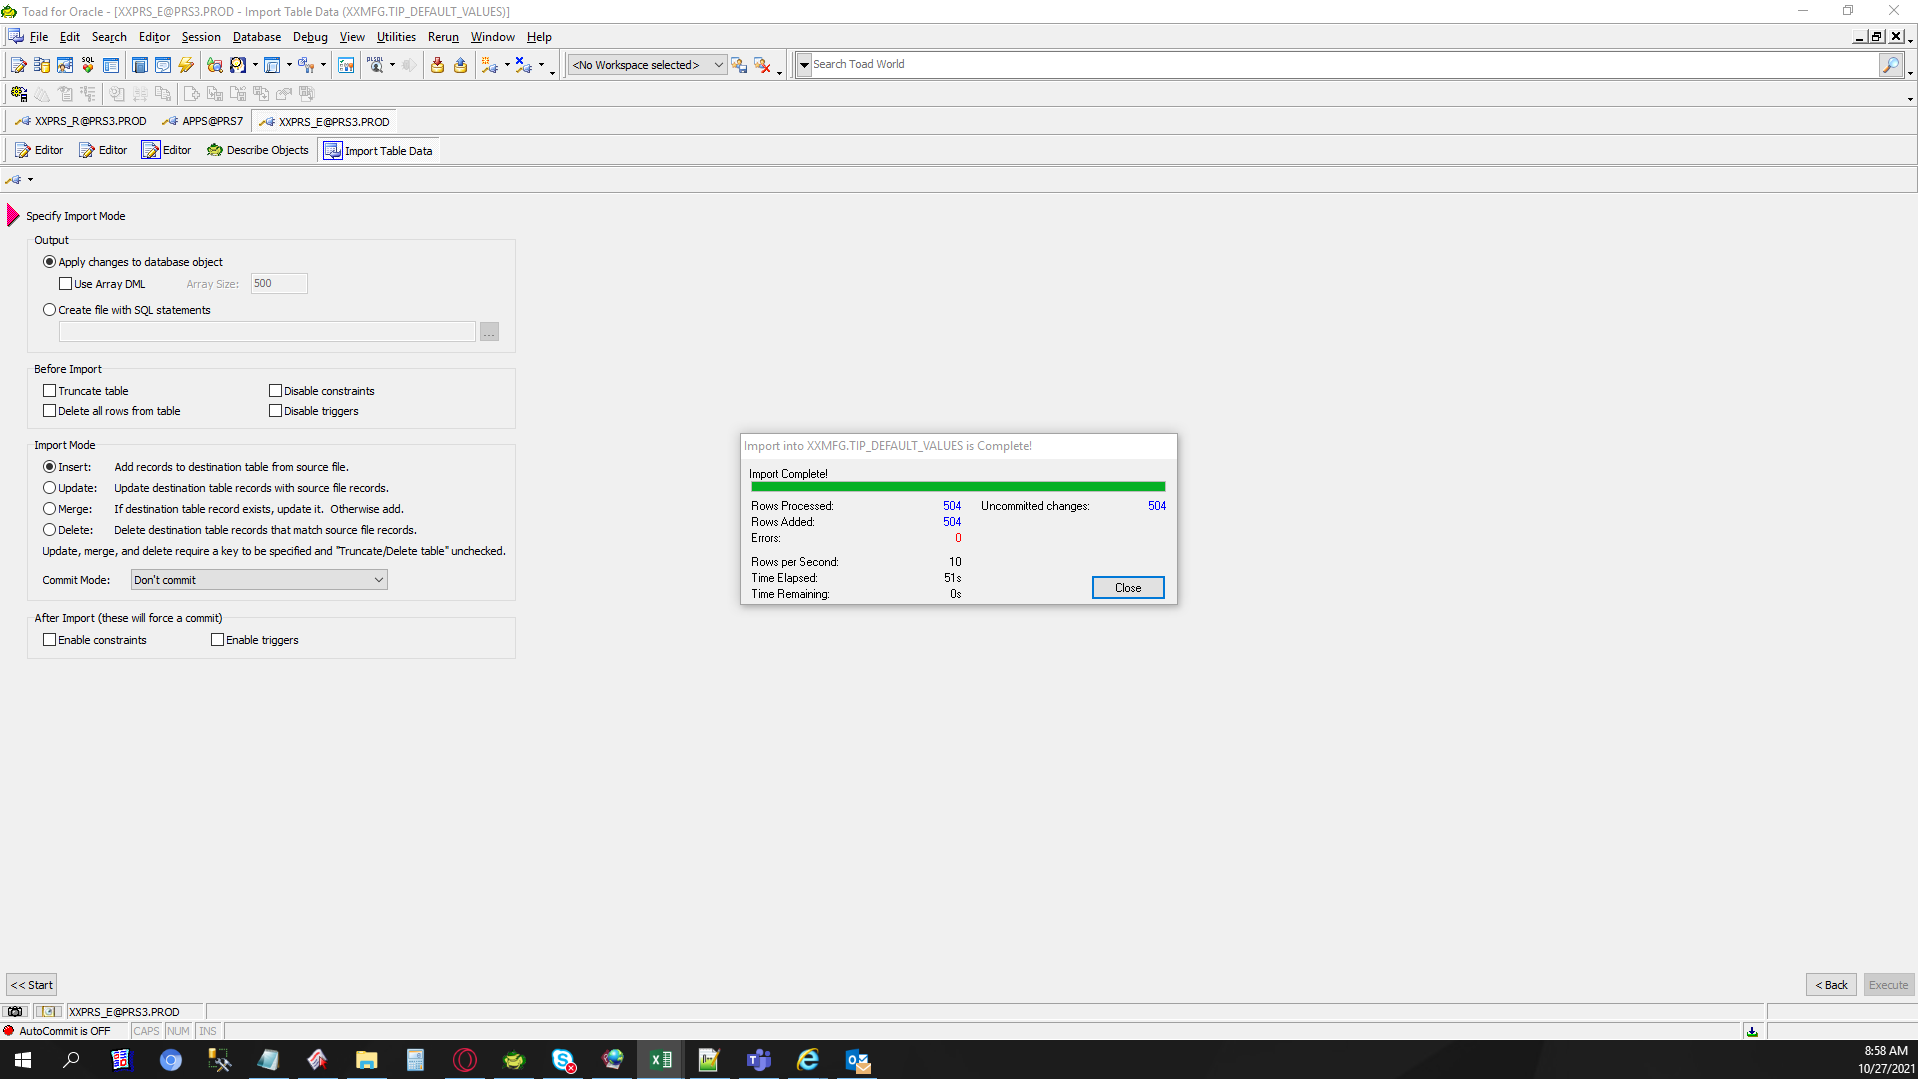 Toad for Oracle - [XXPRS_E@PRS3.PROD - Import Table Data (XXMFG.TIP_DEFAULT_VALUES)]
File Edit Search Editor Session Database Debug View Utilities Rerun Window Help
SQL
PLSQL
<No Workspace selected>
Search Toad World
XXPRS_R@PRS3.PROD APPS@PRS7 XXPRS_E@PRS3.PROD
Editor Editor Editor Describe Objects Import Table Data
Specify Import Mode
Output
Apply changes to database object
Use Array DML Array Size: 500
Create file with SQL statements
...
Before Import
Truncate table Disable constraints
Delete all rows from table Disable triggers
Import Mode
Insert: Add records to destination table from source file.
Update: Update destination table records with source file records.
Merge: If destination table record exists, update it. Otherwise add.
Delete: Delete destination table records that match source file records.
Update, merge, and delete require a key to be specified and "Truncate/Delete table" unchecked.
Commit Mode: Don't commit
After Import (these will force a commit)
Enable constraints Enable triggers
Import into XXMFG.TIP_DEFAULT_VALUES is Complete!
Import Complete!
Rows Processed: 504 Uncommitted changes: 504
Rows Added: 504
Errors: 0
Rows per Second: 10
Time Elapsed: 51s
Time Remaining: 0s
Close
<< Start
< Back Execute
XXPRS_E@PRS3.PROD
AutoCommit is OFF CAPS NUM INS
8:58 AM
10/27/2021